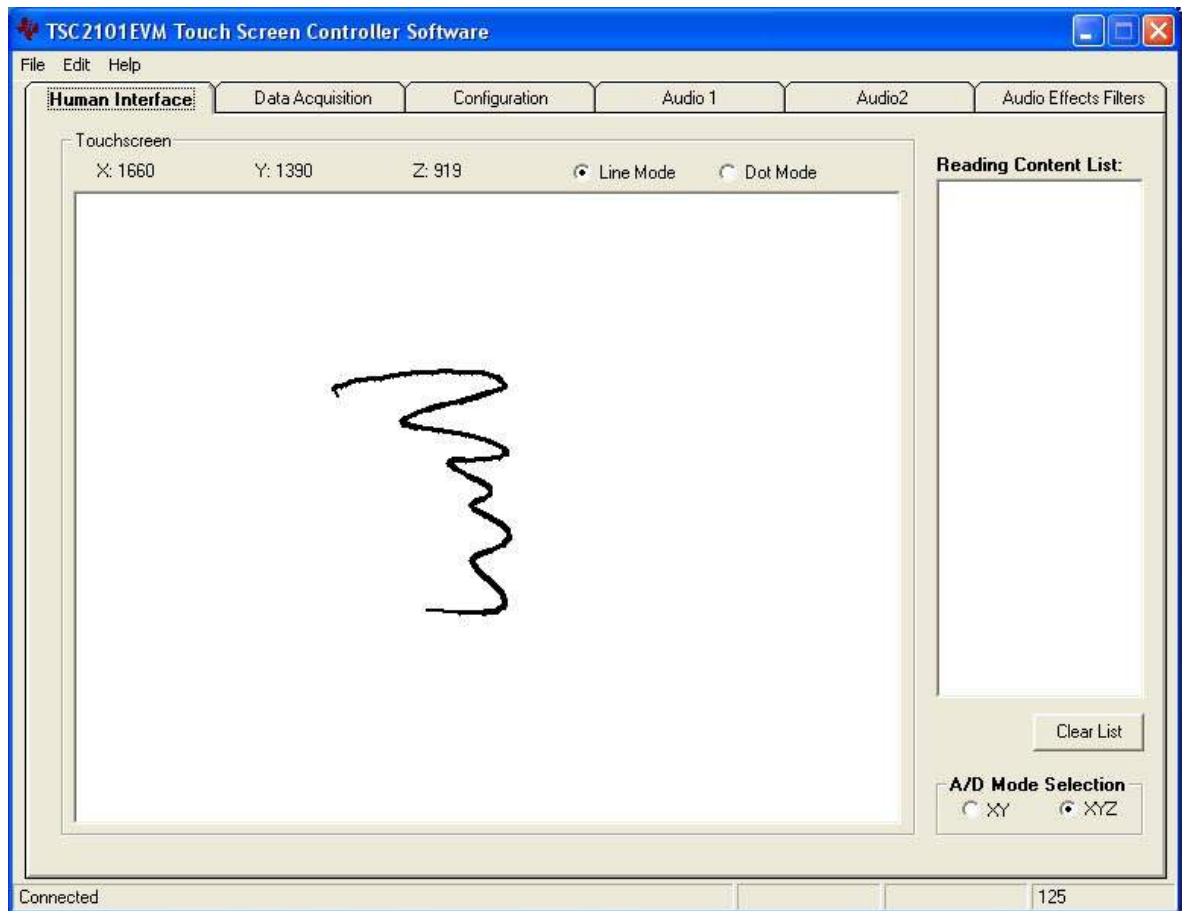 TSC2101EVM Touch Screen Controller Software
File Edit Help
Human Interface Data Acquisition Configuration Audio 1 Audio2 Audio Effects Filters
Touchscreen
X: 1660 Y: 1390 Z: 919 Line Mode Dot Mode
Reading Content List:
Clear List
A/D Mode Selection
XY XYZ
Connected 125